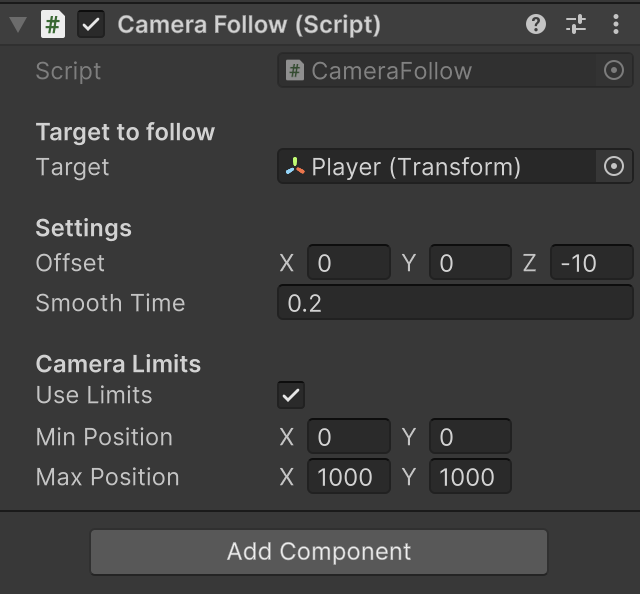 Camera Follow (Script)
Script CameraFollow
Target to follow
Target Player (Transform)
Settings
Offset X 0 Y 0 Z -10
Smooth Time 0.2
Camera Limits
Use Limits
Min Position X 0 Y 0
Max Position X 1000 Y 1000
Add Component